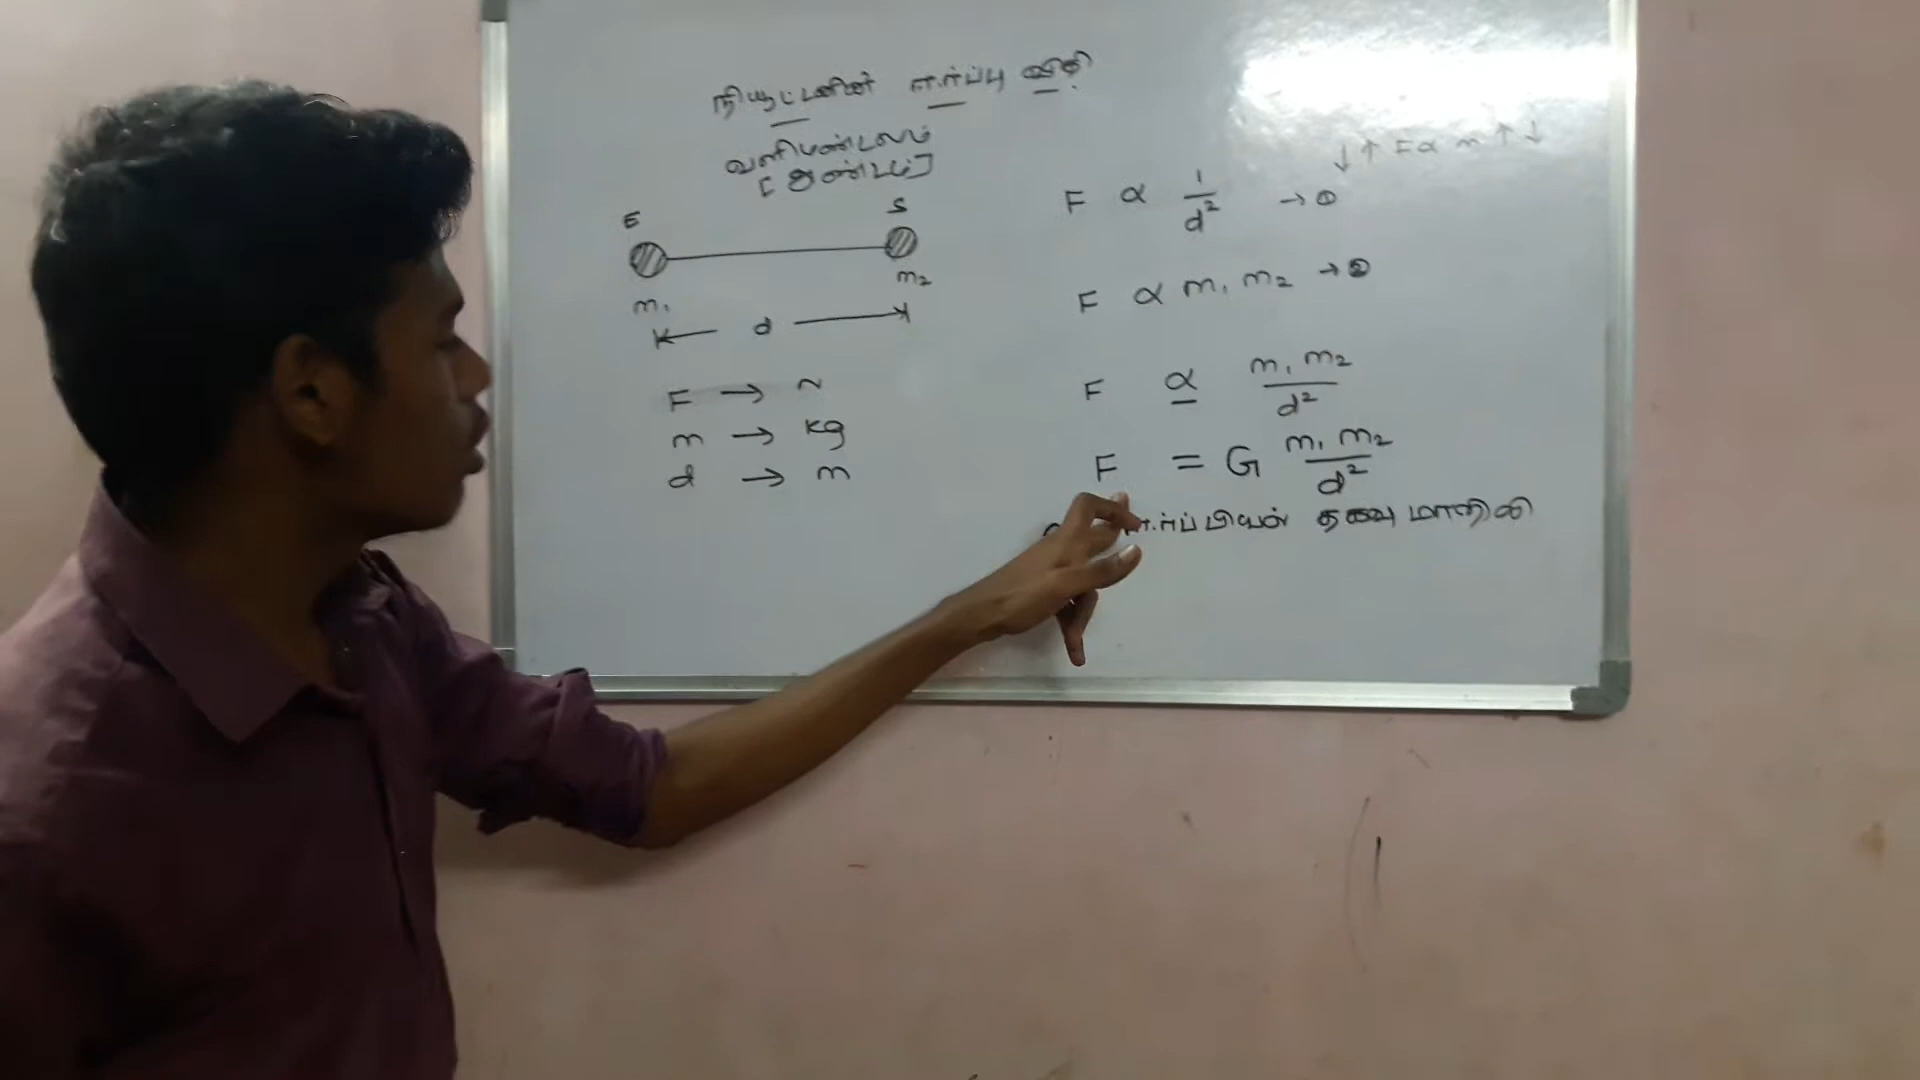 நியூட்டனின் ஈர்ப்பு விதி
வளிமண்டலம்
[ அண்டம் ]
E S
m₁ m₂
d
F → N
m → kg
d → m
↓↑ F α m ↑↓
F α 1/d² → ①
F α m₁ m₂ → ②
F α m₁ m₂/d²
F = G m₁ m₂/d²
ஈர்ப்பியல் தகவு மாறிலி